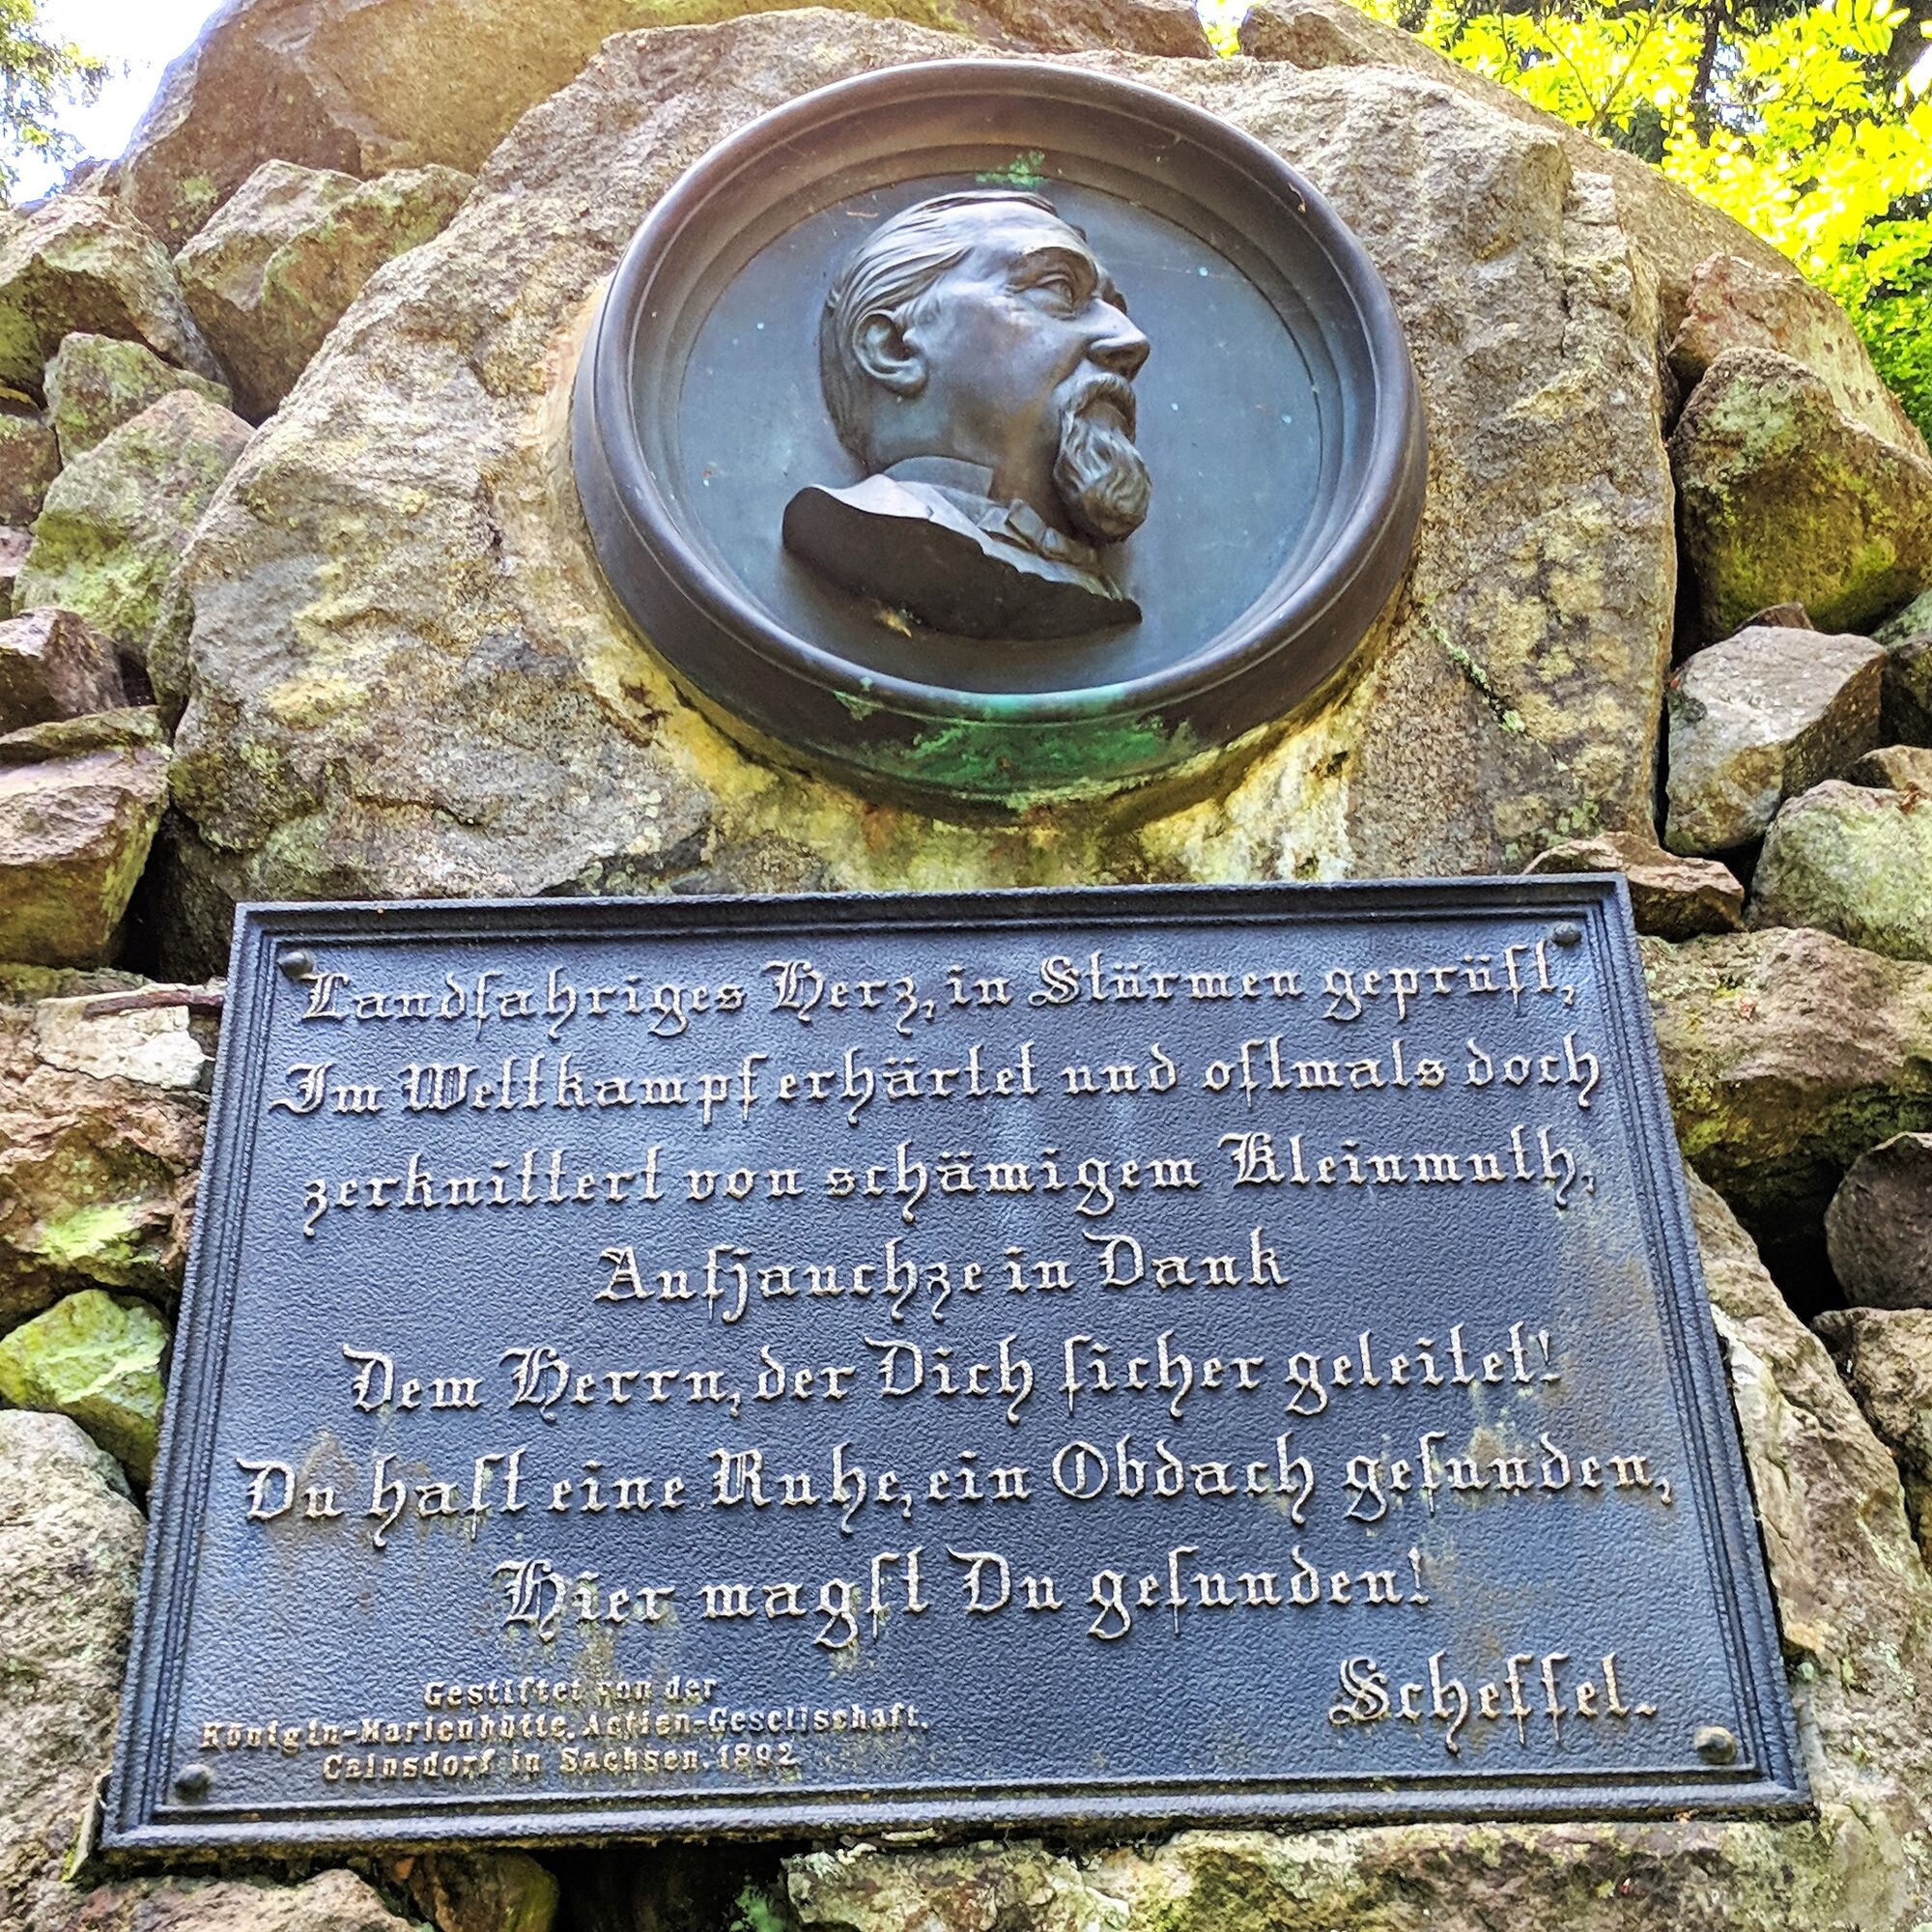 Landfahriges Herz, in Stürmen geprüft,
Im Weltkampf erhärtet und oftmals doch
zerknittert von schämigem Kleinmuth,
Aufjauchze in Dank
Dem Herrn, der Dich ſicher geleitet!
Du haſt eine Ruhe, ein Obdach gefunden,
Hier magſt Du geſunden!
Scheffel.
Gestiftet von der
Königin-Marienhütte, Actien-Gesellschaft.
Cainsdorf in Sachsen. 1892